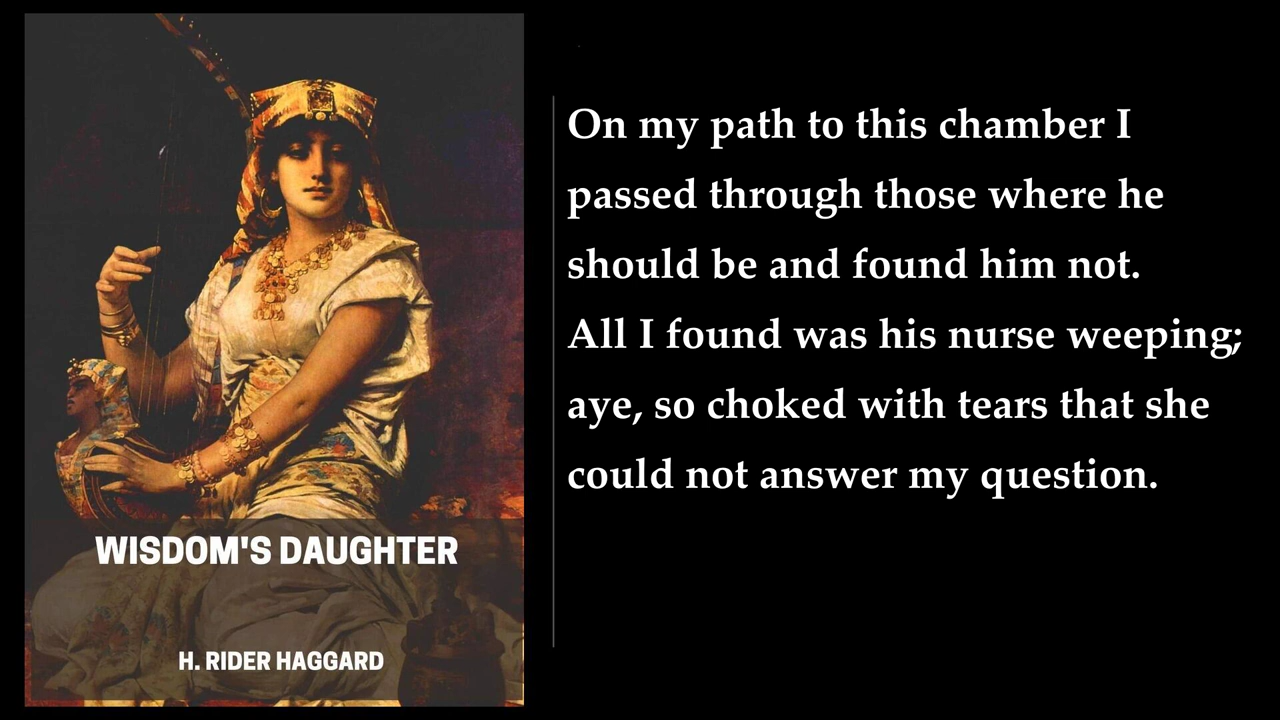 WISDOM'S DAUGHTER
H. RIDER HAGGARD
On my path to this chamber I
passed through those where he
should be and found him not.
All I found was his nurse weeping;
aye, so choked with tears that she
could not answer my question.